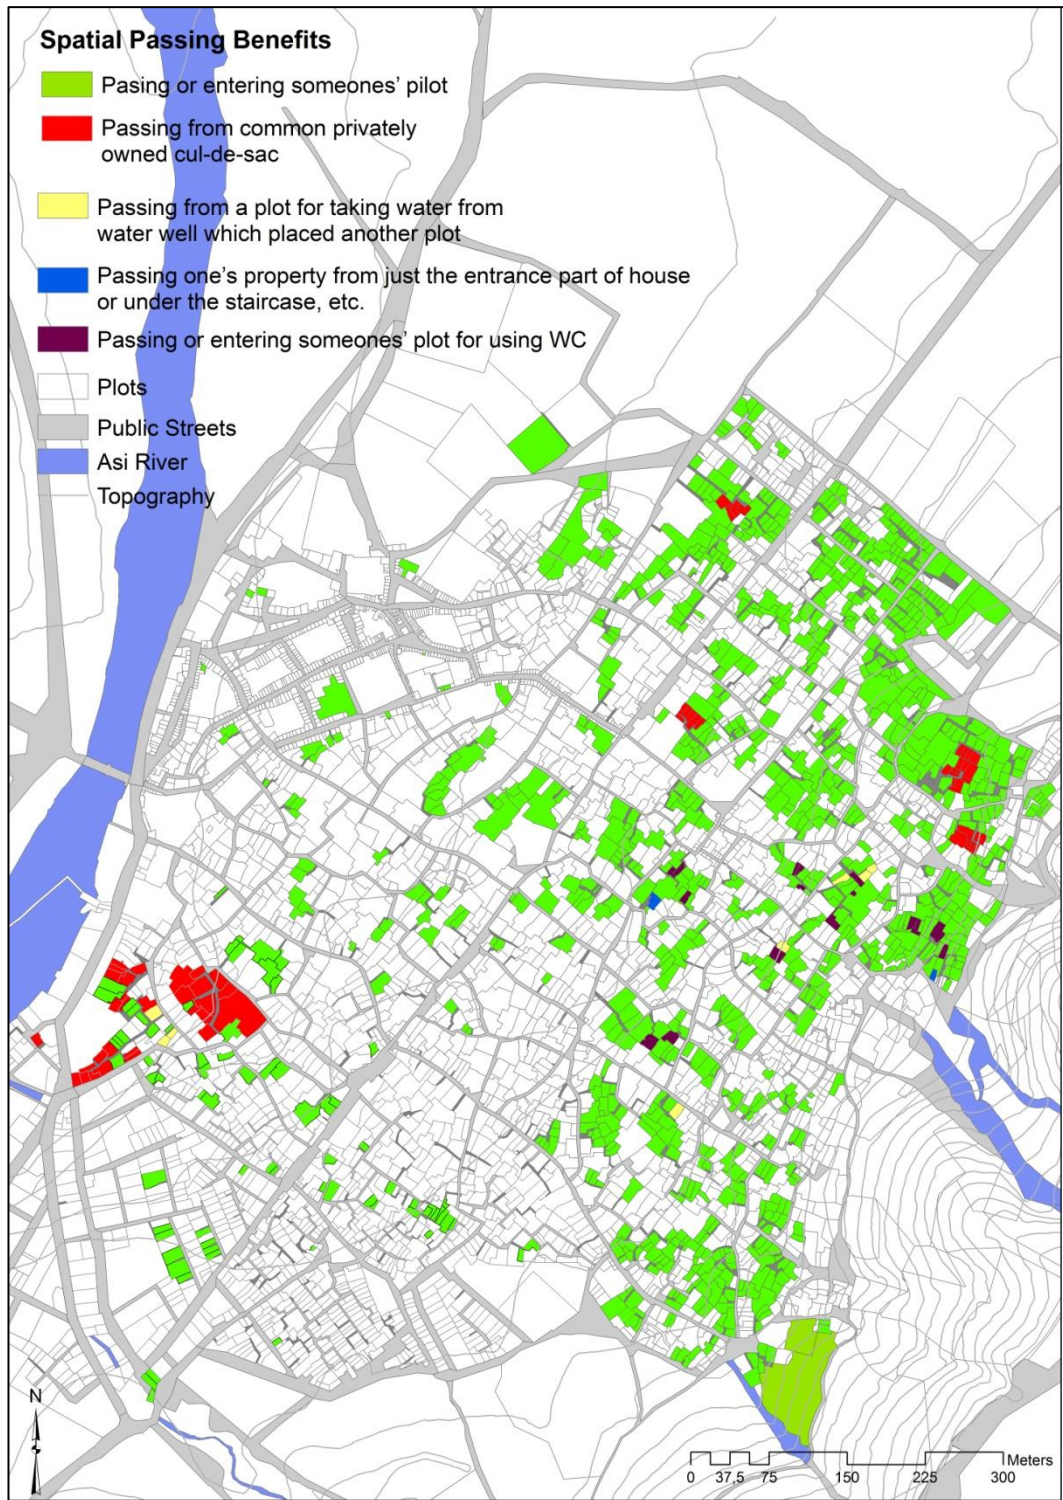 Spatial Passing Benefits
Pasing or entering someones' pilot
Passing from common privately
owned cul-de-sac
Passing from a plot for taking water from
water well which placed another plot
Passing one's property from just the entrance part of house
or under the staircase, etc.
Passing or entering someones' plot for using WC
Plots
Public Streets
Asi River
Topography
N
Meters
0 37,5 75 150 225 300